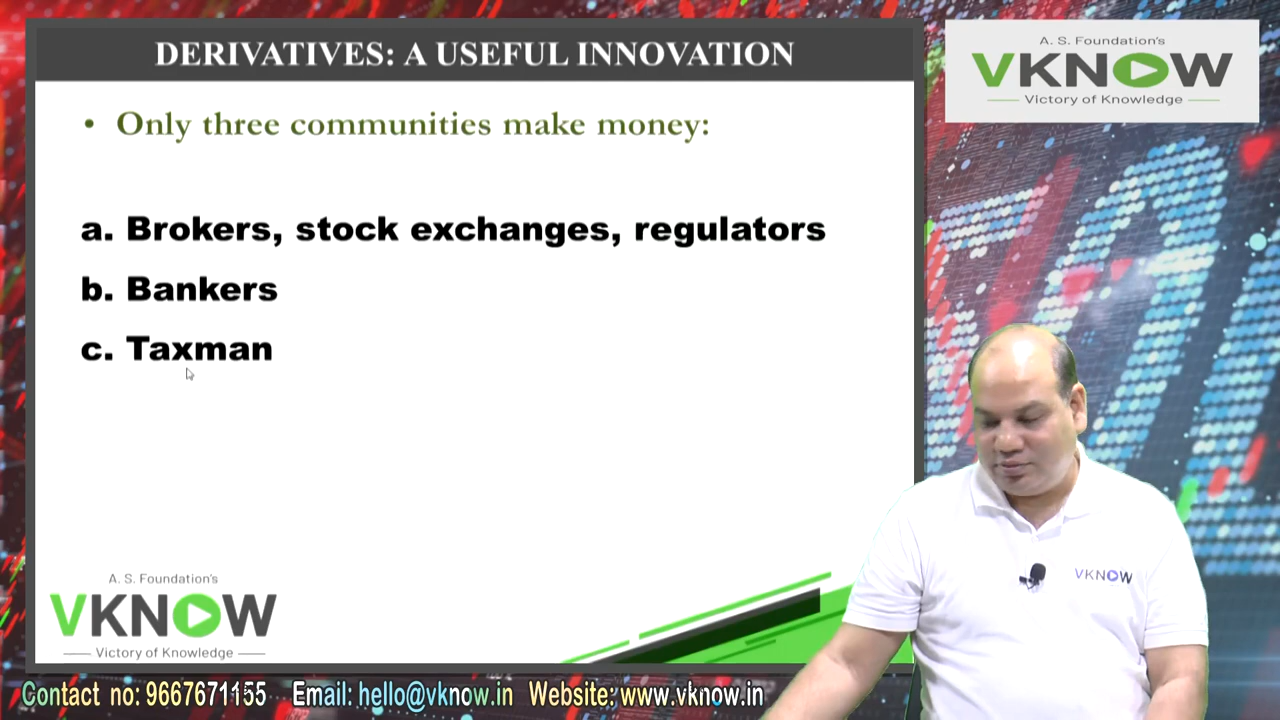 DERIVATIVES: A USEFUL INNOVATION
• Only three communities make money:
a. Brokers, stock exchanges, regulators
b. Bankers
c. Taxman
A. S. Foundation's
VKNOW
Victory of Knowledge
A. S. Foundation's
VKNOW
Victory of Knowledge
VKNOW
Contact no: 9667671155 Email: hello@vknow.in Website: www.vknow.in